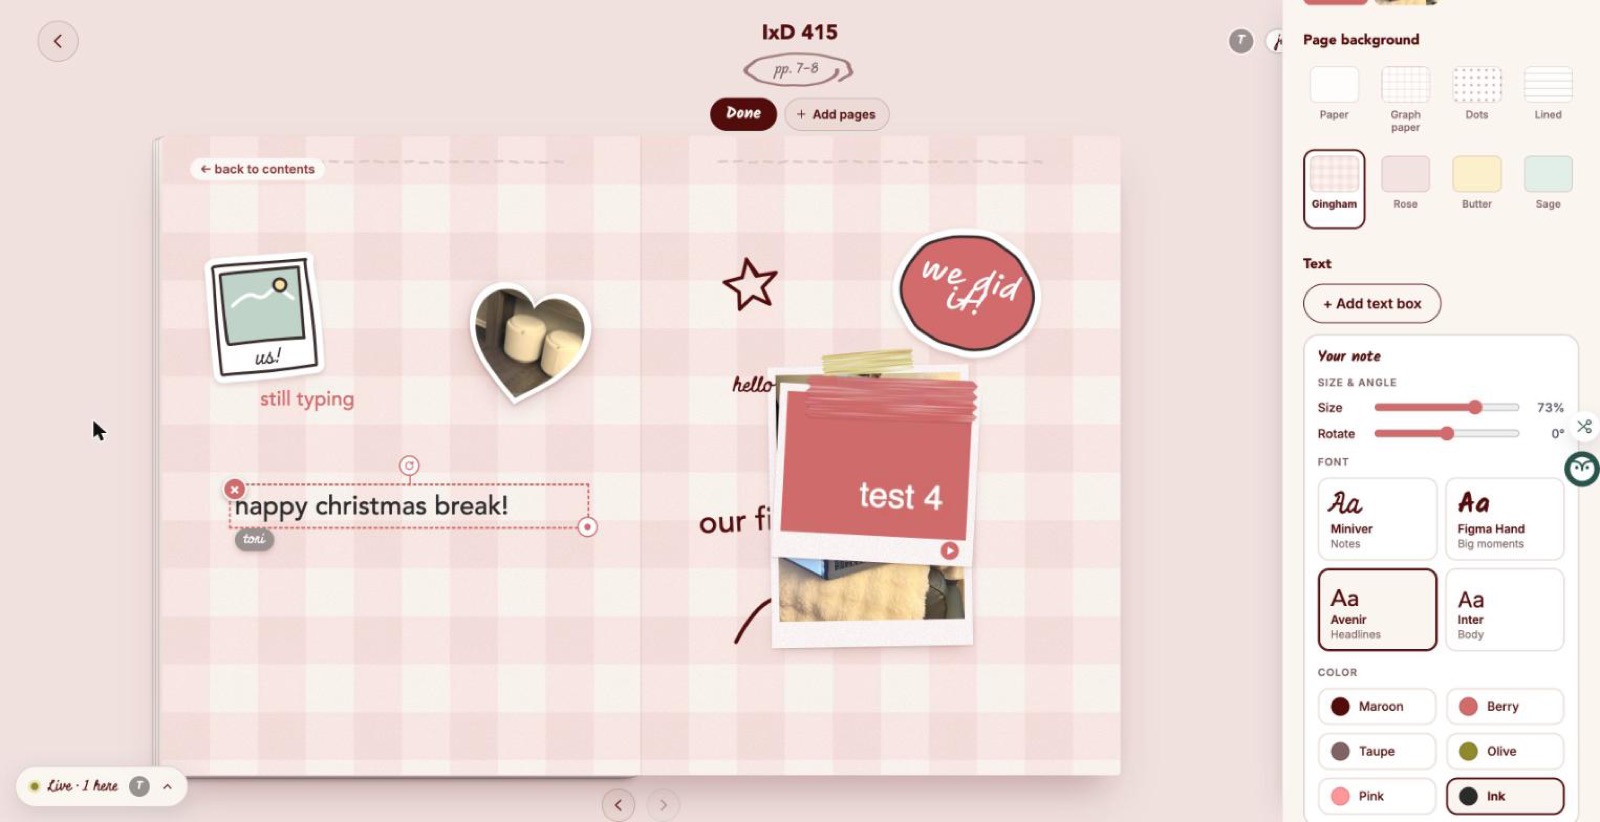 IxD 415
pp. 7-8
Done
+ Add pages
T
← back to contents
us!
still typing
we did
it!
hello
happy christmas break!
toni
our fi
test 4
Live · 1 here
T
Page background
Paper
Graph
paper
Dots
Lined
Gingham
Rose
Butter
Sage
Text
+ Add text box
Your note
SIZE & ANGLE
Size
73%
Rotate
0°
FONT
Aa
Miniver
Notes
Aa
Figma Hand
Big moments
Aa
Avenir
Headlines
Aa
Inter
Body
COLOR
Maroon
Berry
Taupe
Olive
Pink
Ink